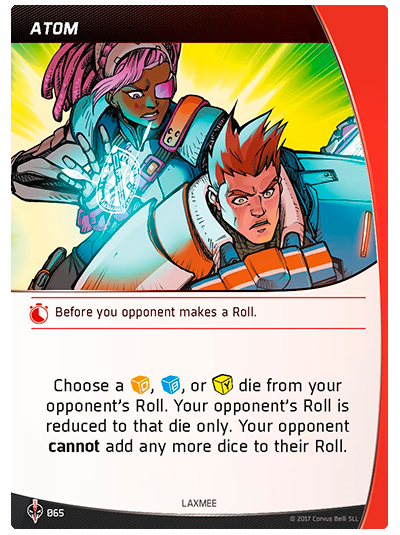 ATOM
Before you opponent makes a Roll.
Choose a O, B, or Y die from your
opponent's Roll. Your opponent's Roll is
reduced to that die only. Your opponent
cannot add any more dice to their Roll.
LAXMEE
065
© 2017 Corvus Belli SLL